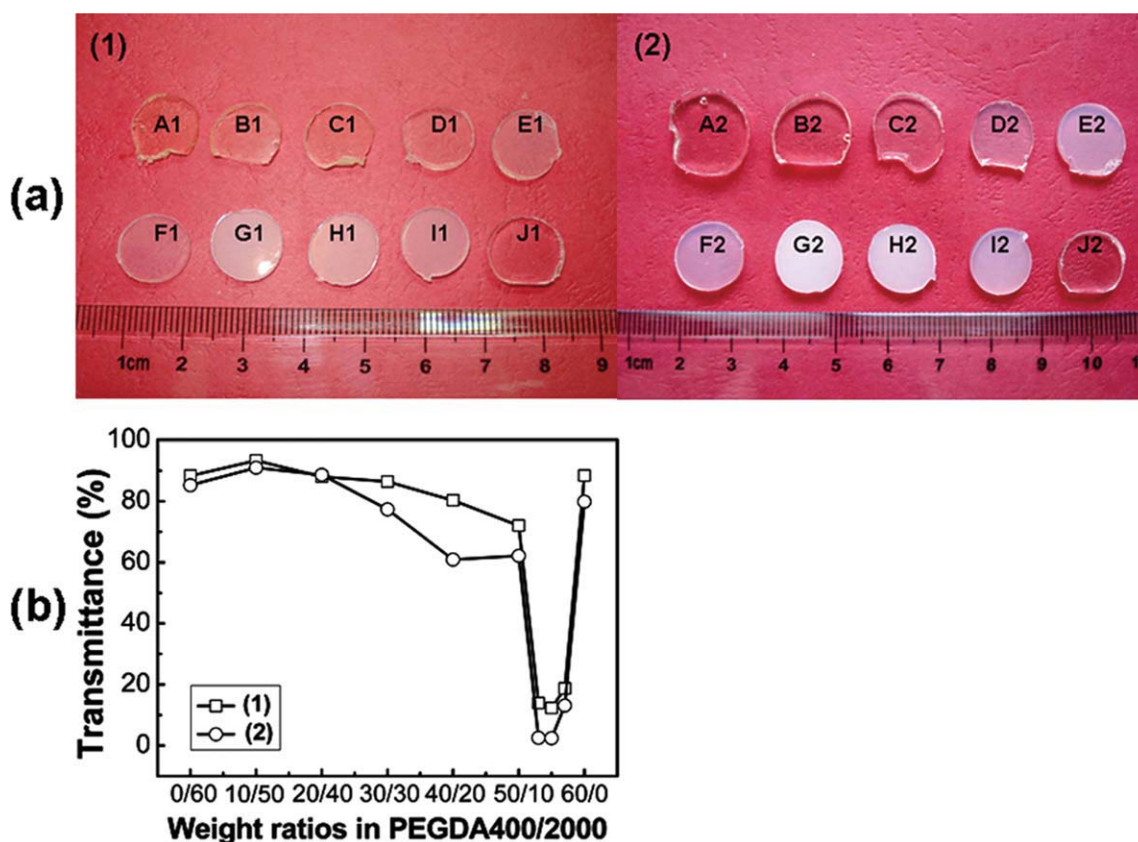 (a)
(1)
A1 B1 C1 D1 E1
F1 G1 H1 I1 J1
1cm 2 3 4 5 6 7 8 9
(2)
A2 B2 C2 D2 E2
F2 G2 H2 I2 J2
1cm 2 3 4 5 6 7 8 9 10 1
(b)
Transmittance (%)
100
80
60
40
20
0
(1)
(2)
0/60 10/50 20/40 30/30 40/20 50/10 60/0
Weight ratios in PEGDA400/2000